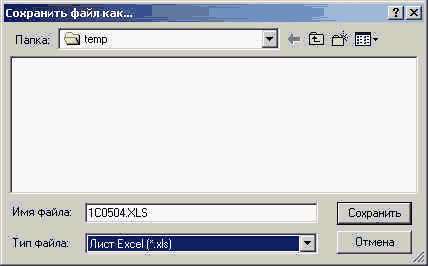 Сохранить файл как...
Папка: temp
Имя файла: 1C0504.XLS Сохранить
Тип файла: Лист Excel (*.xls) Отмена